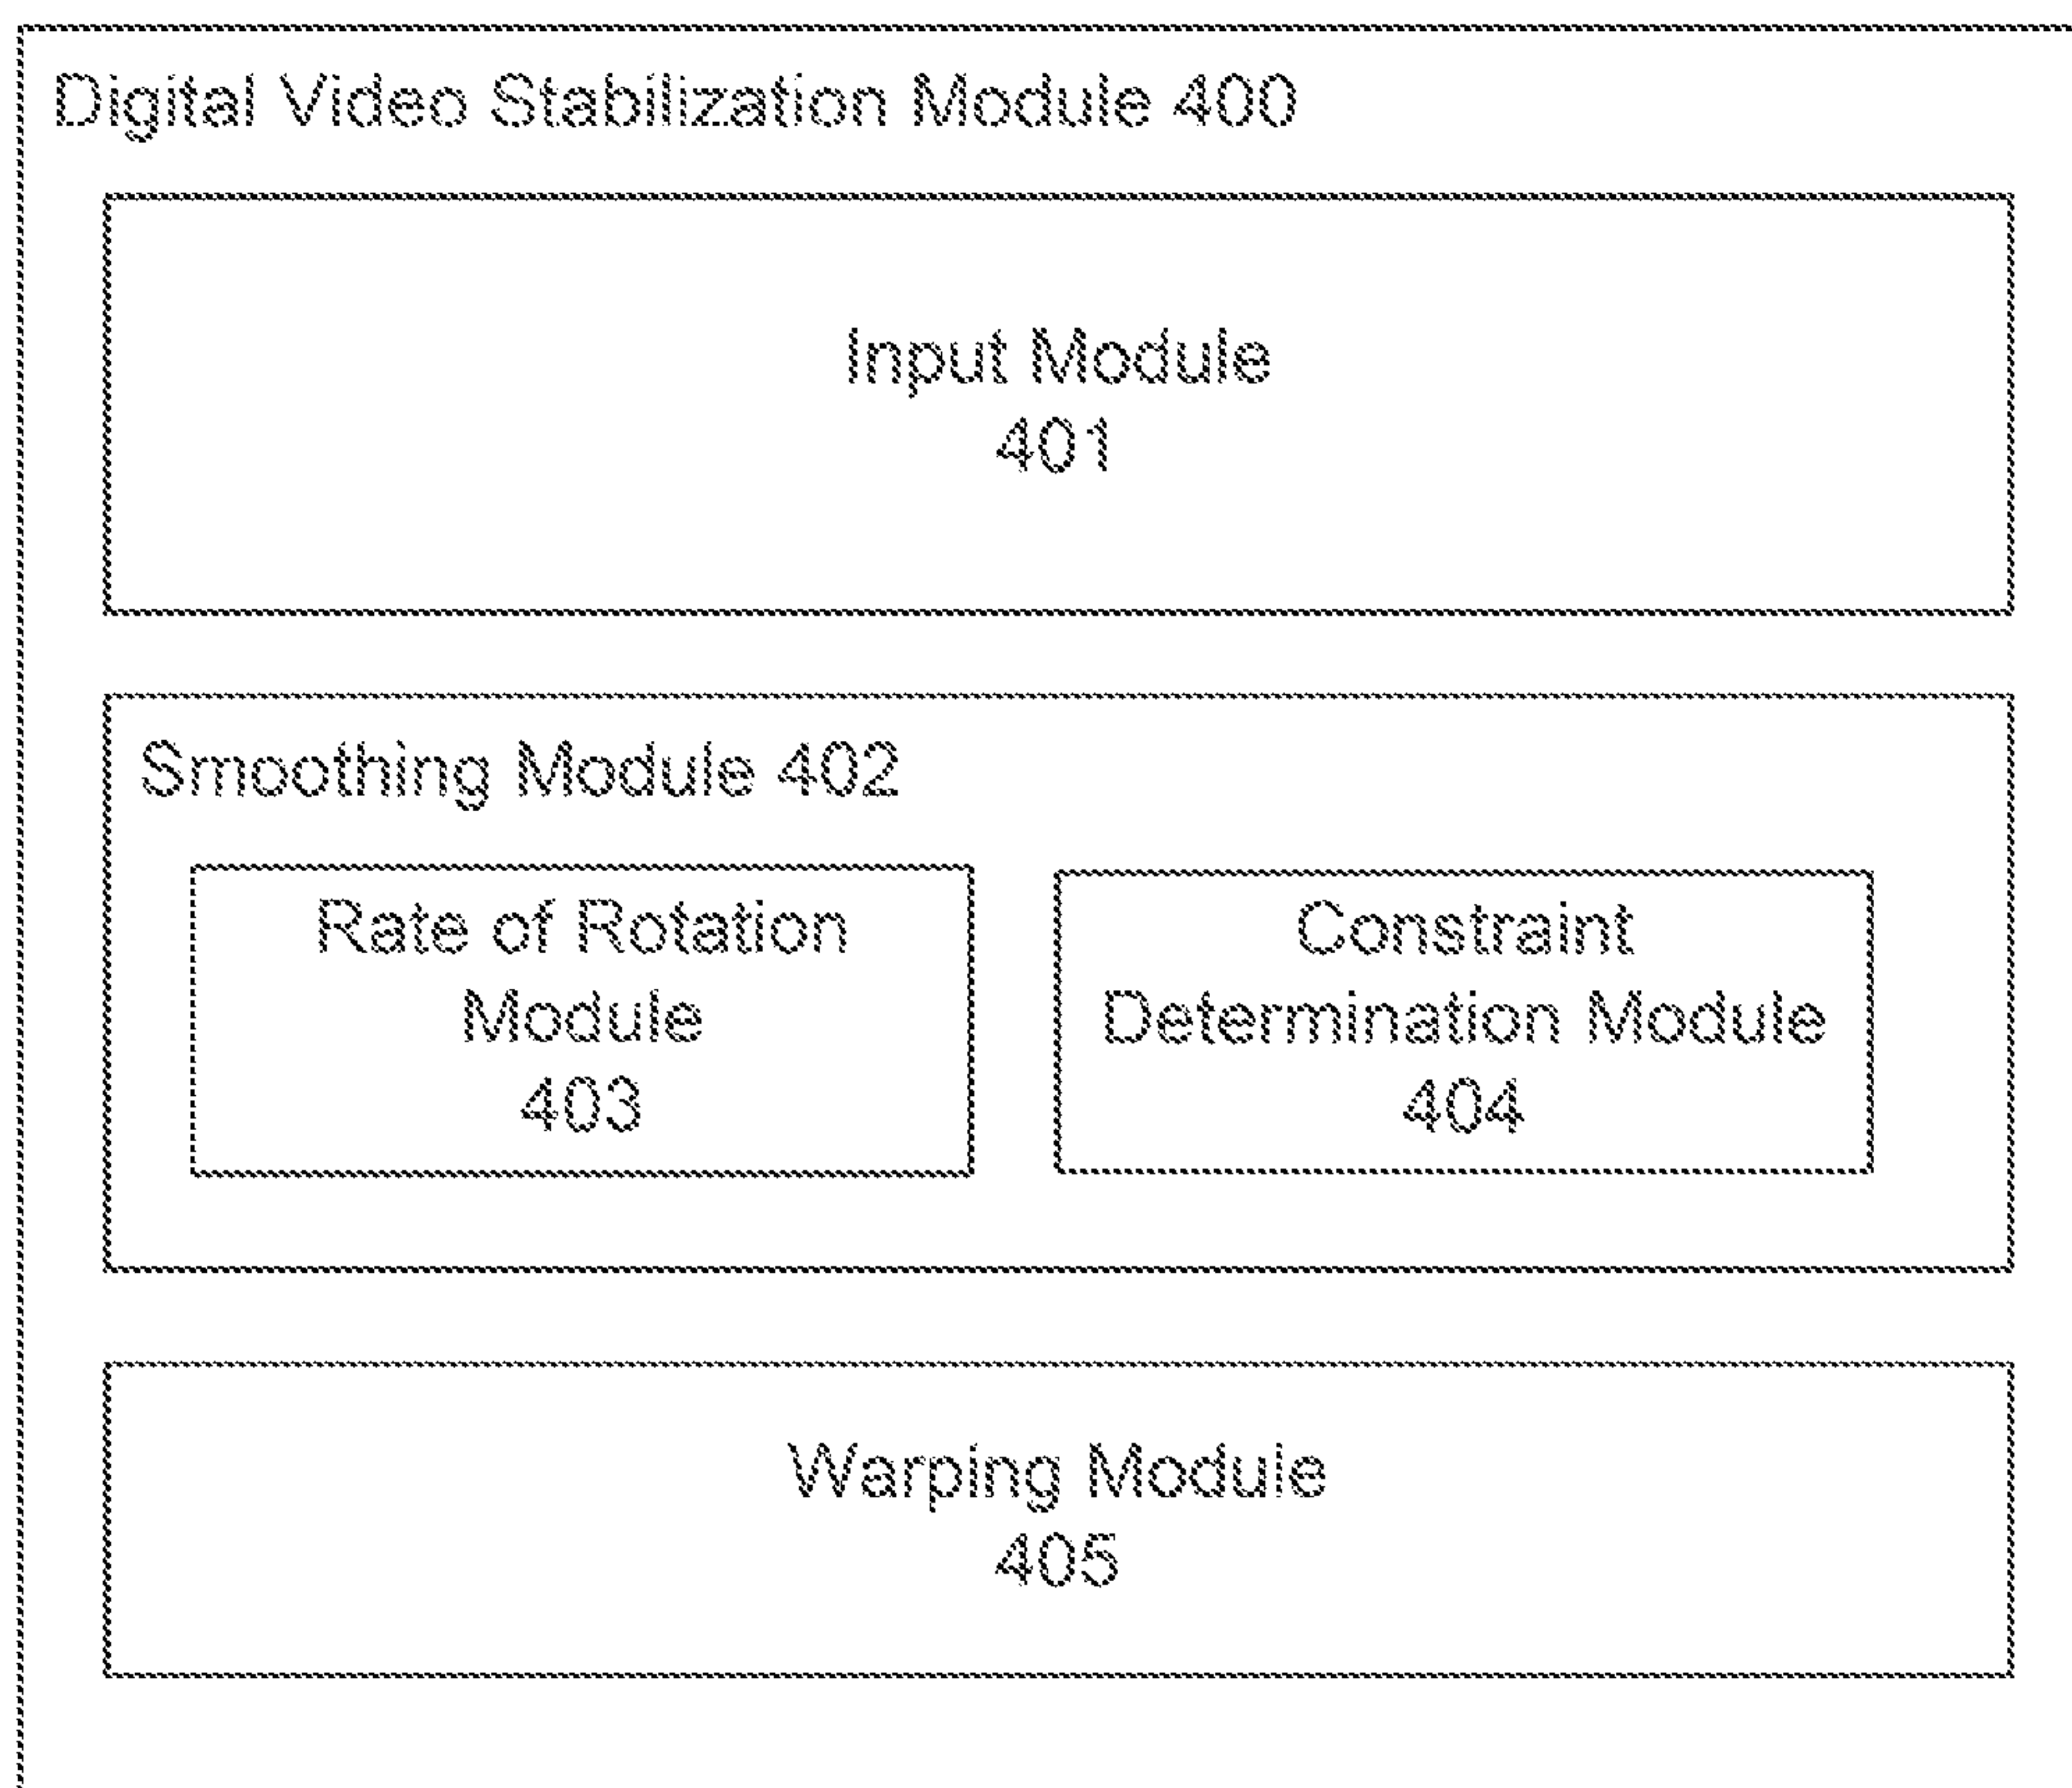 Digital Video Stabilization Module 400
Input Module
401
Smoothing Module 402
Rate of Rotation
Module
403
Constraint
Determination Module
404
Warping Module
405